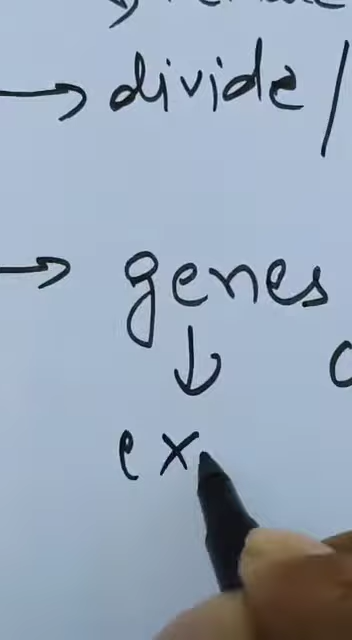 → divide /
→ genes
↓
ex